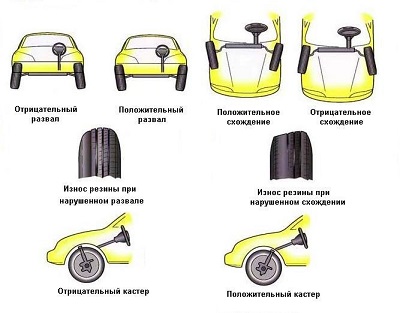 Отрицательный
развал
Положительный
развал
Положительное
схождение
Отрицательное
схождение
Износ резины при
нарушенном развале
Износ резины при
нарушенном схождении
Отрицательный кастер
Положительный кастер